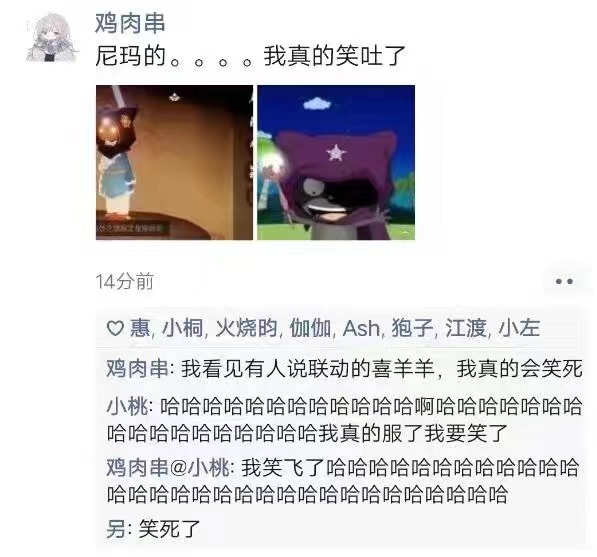 鸡肉串
尼玛的。。。。我真的笑吐了
14分前
惠, 小桐, 火烧昀, 伽伽, Ash, 狍子, 江渡, 小左
鸡肉串: 我看见有人说联动的喜羊羊，我真的会笑死
小桃: 哈哈哈哈哈哈哈哈哈哈哈哈啊哈哈哈哈哈哈哈
哈哈哈哈哈哈哈哈哈哈我真的服了我要笑了
鸡肉串@小桃: 我笑飞了哈哈哈哈哈哈哈哈哈哈哈哈
哈哈哈哈哈哈哈哈哈哈哈哈哈哈哈哈哈哈哈
另: 笑死了